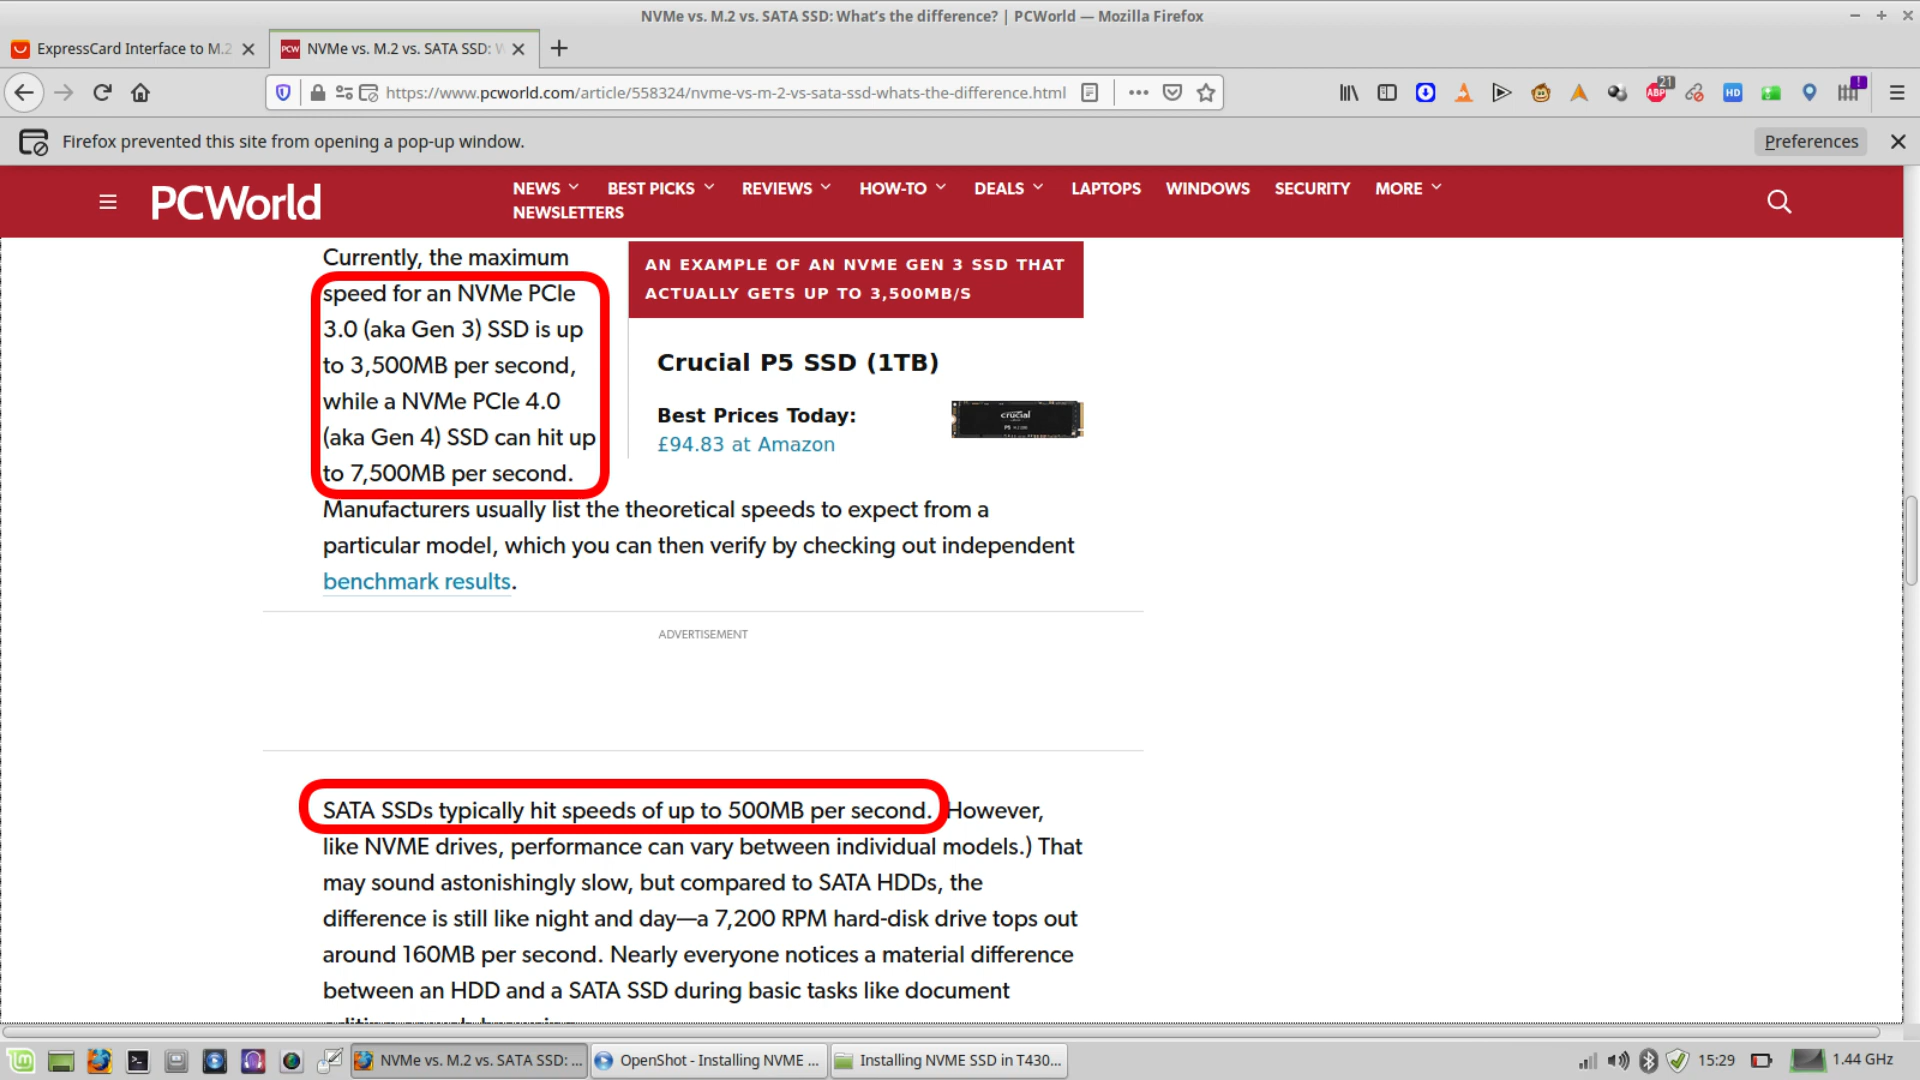 NVMe vs. M.2 vs. SATA SSD: What's the difference? | PCWorld — Mozilla Firefox
ExpressCard Interface to M.2
PCW
NVMe vs. M.2 vs. SATA SSD: W
https://www.pcworld.com/article/558324/nvme-vs-m-2-vs-sata-ssd-whats-the-difference.html
21
ABP
HD
!
Firefox prevented this site from opening a pop-up window.
Preferences
PCWorld
NEWS
BEST PICKS
REVIEWS
HOW-TO
DEALS
LAPTOPS
WINDOWS
SECURITY
MORE
NEWSLETTERS
Currently, the maximum
speed for an NVMe PCIe
3.0 (aka Gen 3) SSD is up
to 3,500MB per second,
while a NVMe PCIe 4.0
(aka Gen 4) SSD can hit up
to 7,500MB per second.
AN EXAMPLE OF AN NVME GEN 3 SSD THAT
ACTUALLY GETS UP TO 3,500MB/S
Crucial P5 SSD (1TB)
Best Prices Today:
£94.83 at Amazon
crucial
P5
Manufacturers usually list the theoretical speeds to expect from a
particular model, which you can then verify by checking out independent
benchmark results.
ADVERTISEMENT
SATA SSDs typically hit speeds of up to 500MB per second. However,
like NVME drives, performance can vary between individual models.) That
may sound astonishingly slow, but compared to SATA HDDs, the
difference is still like night and day—a 7,200 RPM hard-disk drive tops out
around 160MB per second. Nearly everyone notices a material difference
between an HDD and a SATA SSD during basic tasks like document
NVMe vs. M.2 vs. SATA SSD: ...
OpenShot - Installing NVME ...
Installing NVME SSD in T430...
15:29
1.44 GHz